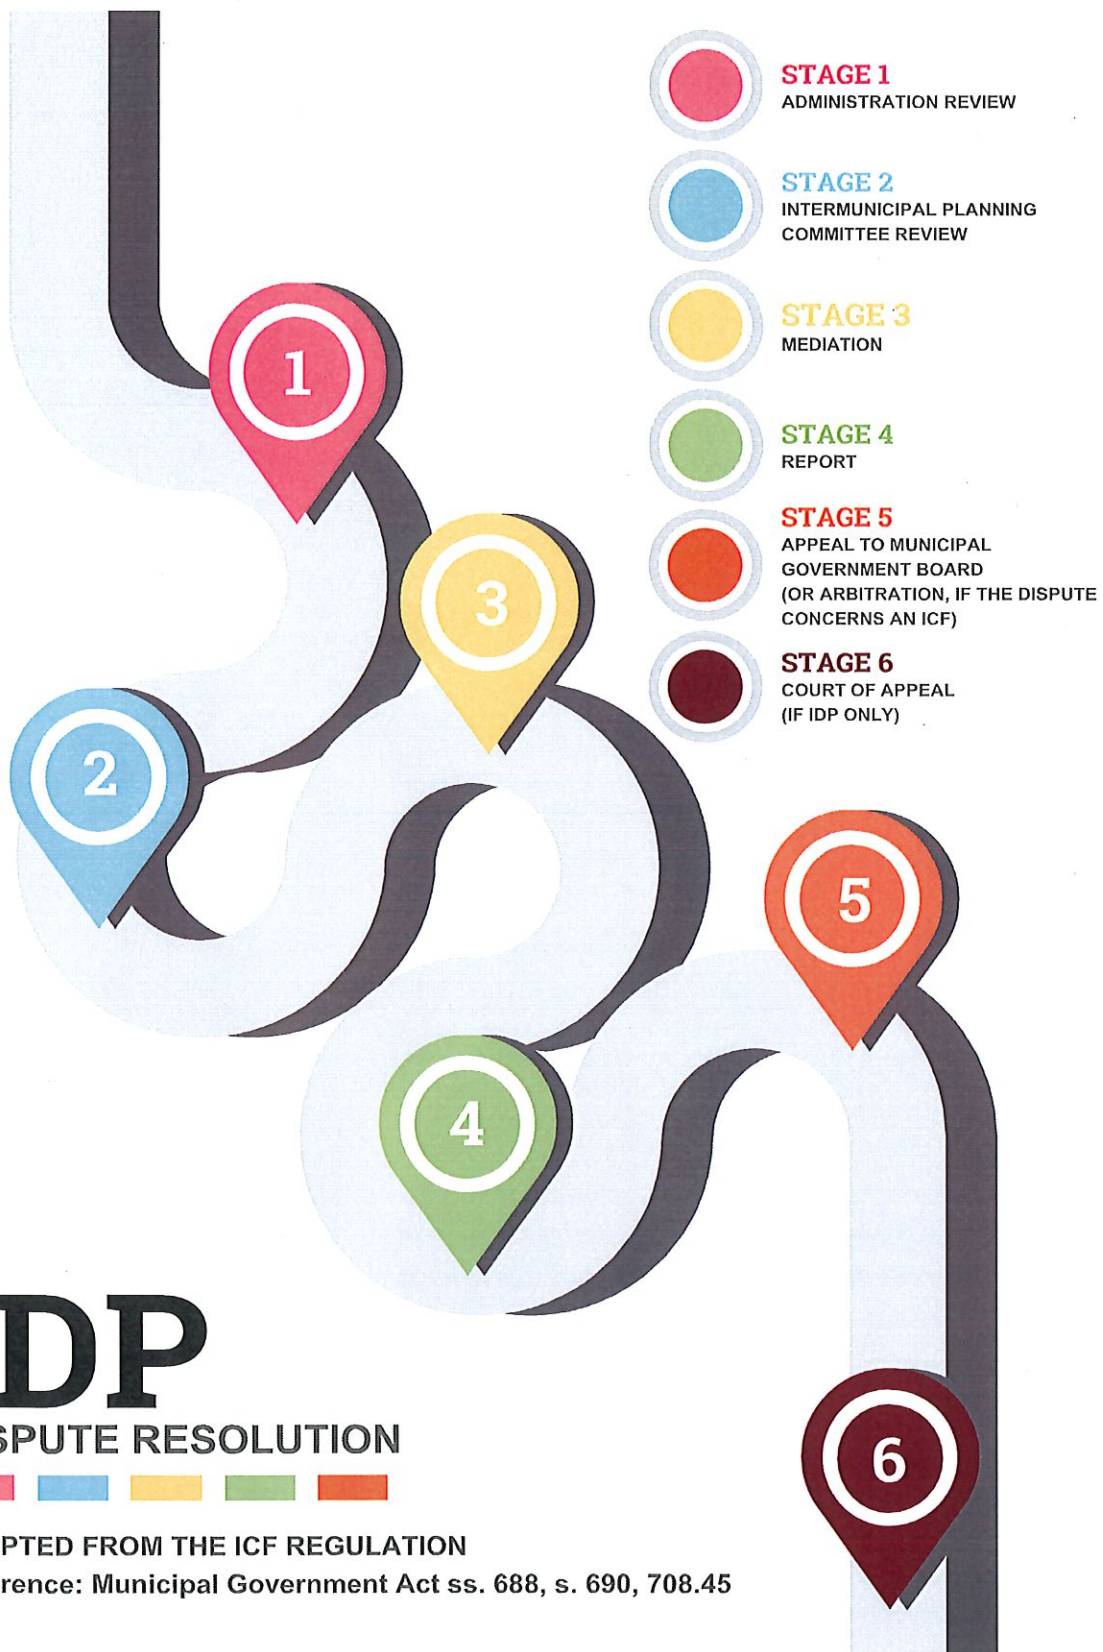 STAGE 1
ADMINISTRATION REVIEW
STAGE 2
INTERMUNICIPAL PLANNING
COMMITTEE REVIEW
STAGE 3
MEDIATION
STAGE 4
REPORT
STAGE 5
APPEAL TO MUNICIPAL
GOVERNMENT BOARD
(OR ARBITRATION, IF THE DISPUTE
CONCERNS AN ICF)
STAGE 6
COURT OF APPEAL
(IF IDP ONLY)
1
3
2
5
4
6
DP
SPUTE RESOLUTION
PTED FROM THE ICF REGULATION
rence: Municipal Government Act ss. 688, s. 690, 708.45